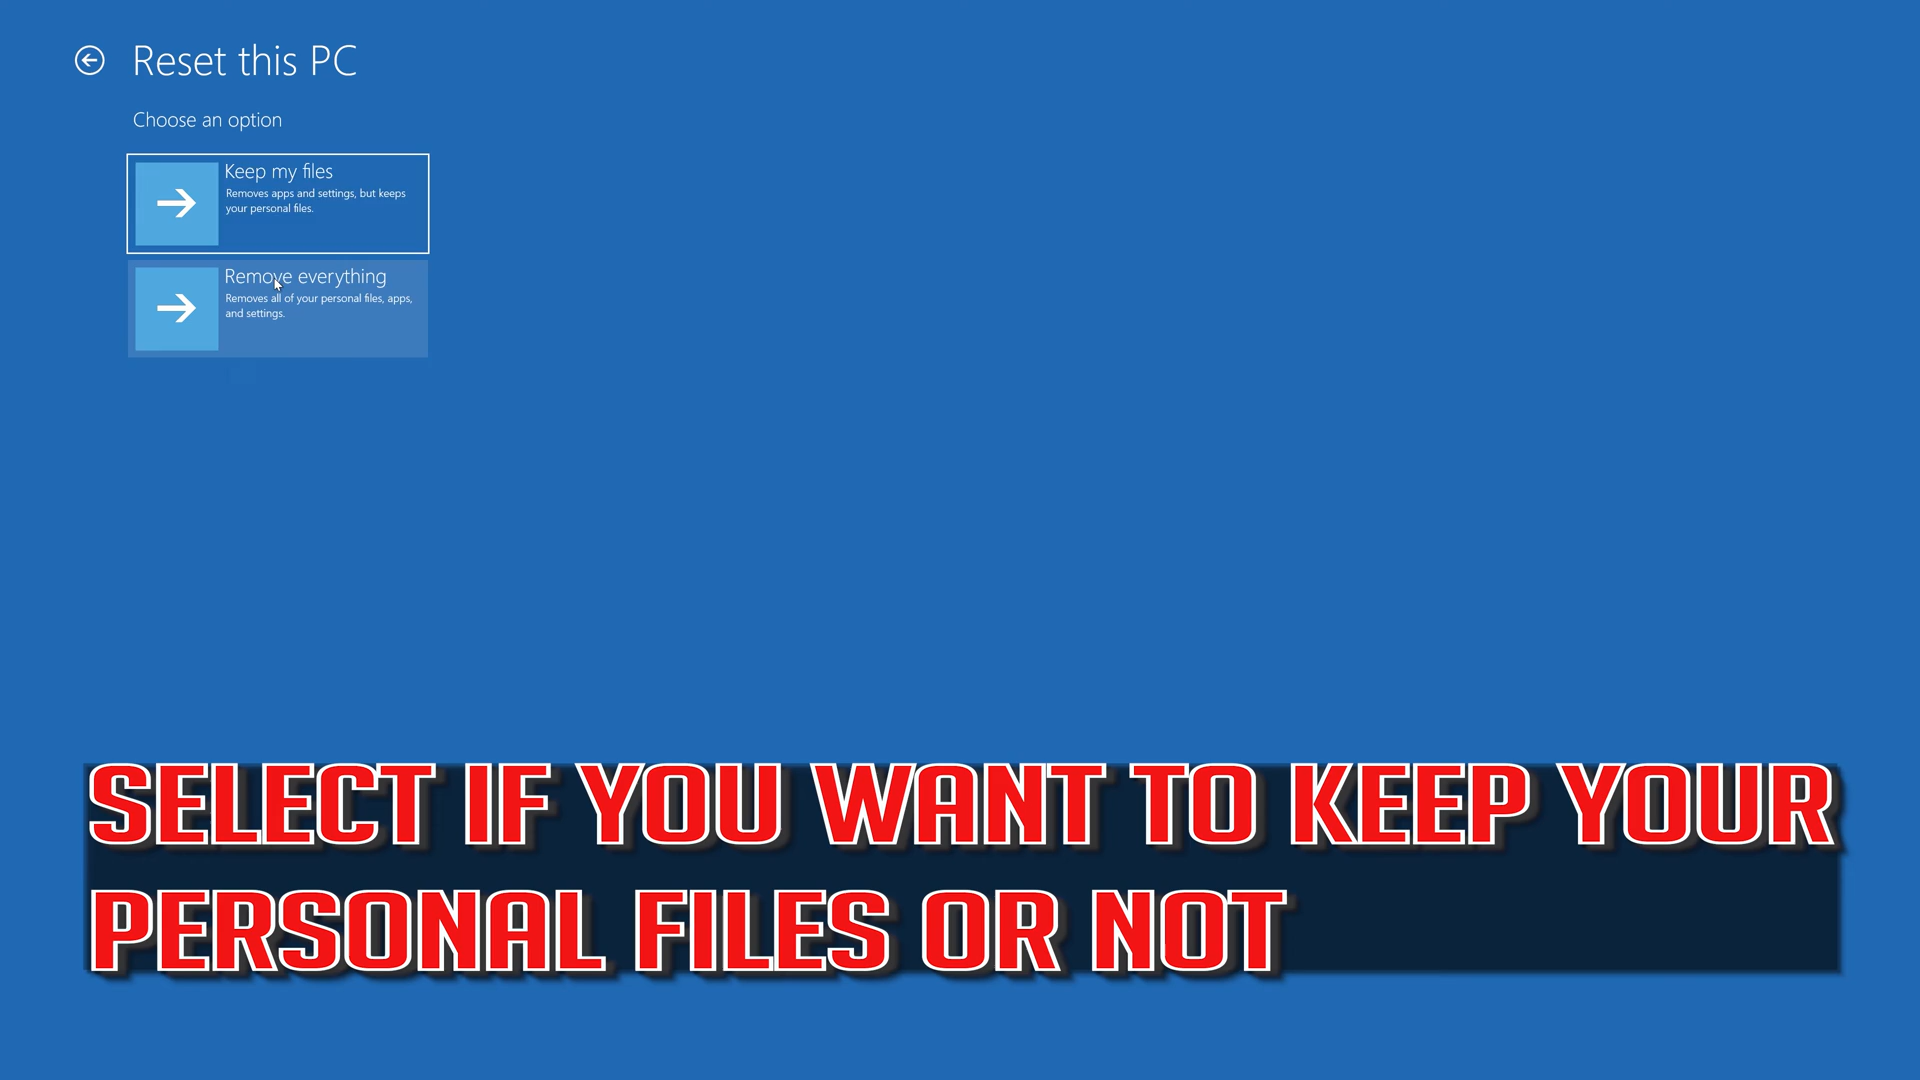 Reset this PC
Choose an option
Keep my files
Removes apps and settings, but keeps
your personal files.
Remove everything
Removes all of your personal files, apps,
and settings.
SELECT IF YOU WANT TO KEEP YOUR
PERSONAL FILES OR NOT